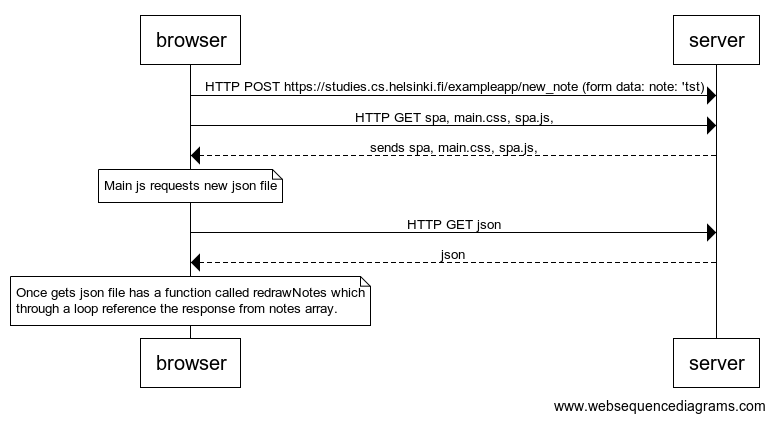 browser server
HTTP POST https://studies.cs.helsinki.fi/exampleapp/new_note (form data: note: 'tst)
HTTP GET spa, main.css, spa.js,
sends spa, main.css, spa.js,
Main js requests new json file
HTTP GET json
json
Once gets json file has a function called redrawNotes which
through a loop reference the response from notes array.
browser server
www.websequencediagrams.com